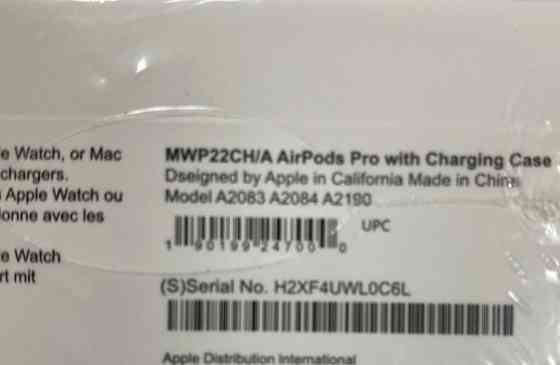 e Watch, or Mac
chargers.
s Apple Watch ou
ionne avec les
e Watch
rt mit
MWP22CH/A AirPods Pro with Charging Case
Dseigned by Apple in California Made in China
Model A2083 A2084 A2190
UPC
1 90199 24700 0
(S)Serial No. H2XF4UWL0C6L
Apple Distribution International